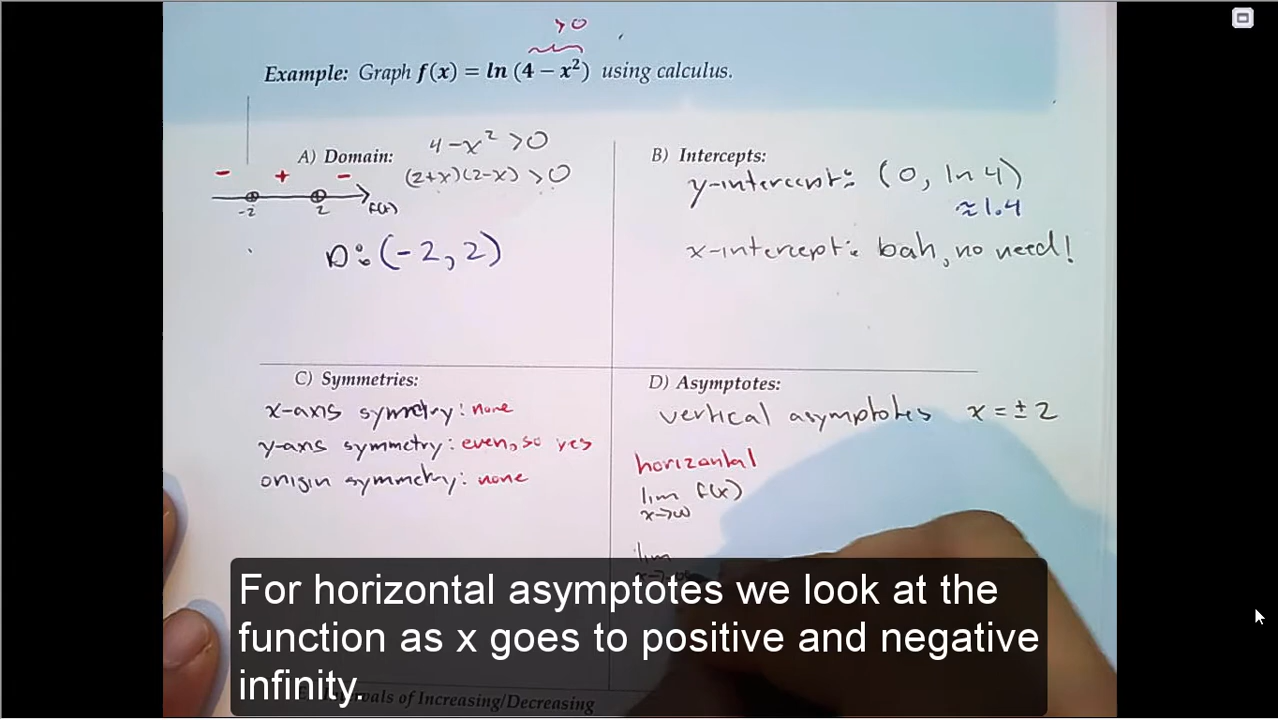 >0
Example: Graph f(x) = ln (4 − x²) using calculus.
A) Domain:
4-x² >0
(2+x)(2-x) >0
- + -
-2 2 f(x)
D: (-2, 2)
B) Intercepts:
y-intercept: (0, ln 4)
≈1.4
x-intercept: bah, no need!
C) Symmetries:
x-axis symmetry: none
y-axis symmetry: even, so yes
origin symmetry: none
D) Asymptotes:
vertical asymptotes x = ± 2
horizontal
lim f(x)
x→∞
lim
For horizontal asymptotes we look at the
function as x goes to positive and negative
infinity.
of Increasing/Decreasing